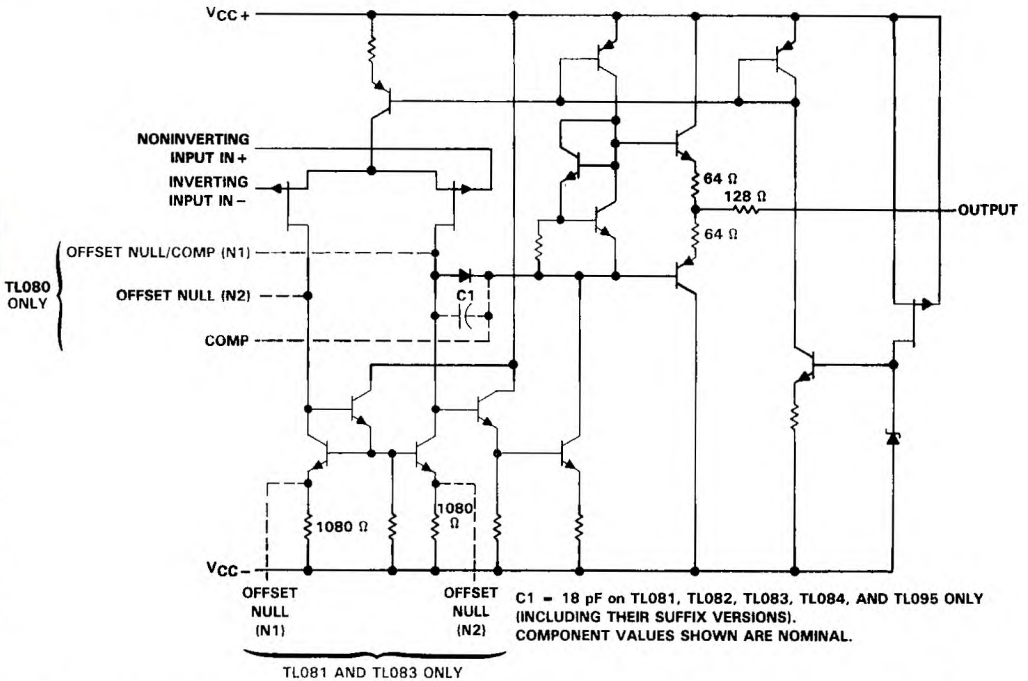 VCC+
NONINVERTING
INPUT IN+
INVERTING
INPUT IN−
64 Ω
128 Ω
OUTPUT
64 Ω
TL080
ONLY
OFFSET NULL/COMP (N1)
OFFSET NULL (N2)
C1
COMP
1080 Ω
1080
Ω
VCC−
OFFSET
NULL
(N1)
OFFSET
NULL
(N2)
C1 = 18 pF on TL081, TL082, TL083, TL084, AND TL095 ONLY
(INCLUDING THEIR SUFFIX VERSIONS).
COMPONENT VALUES SHOWN ARE NOMINAL.
TL081 AND TL083 ONLY